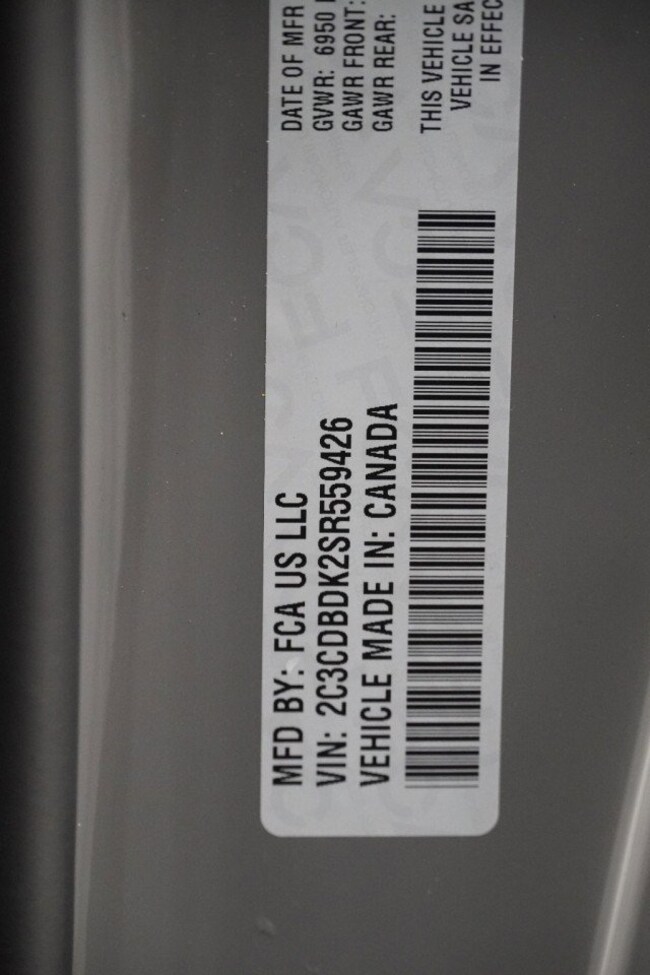 MFD BY: FCA US LLC
VIN: 2C3CDBDK2SR559426
VEHICLE MADE IN: CANADA
DATE OF MFR
GVWR: 6950
GAWR FRONT:
GAWR REAR:
THIS VEHICLE
VEHICLE SA
IN EFFEC